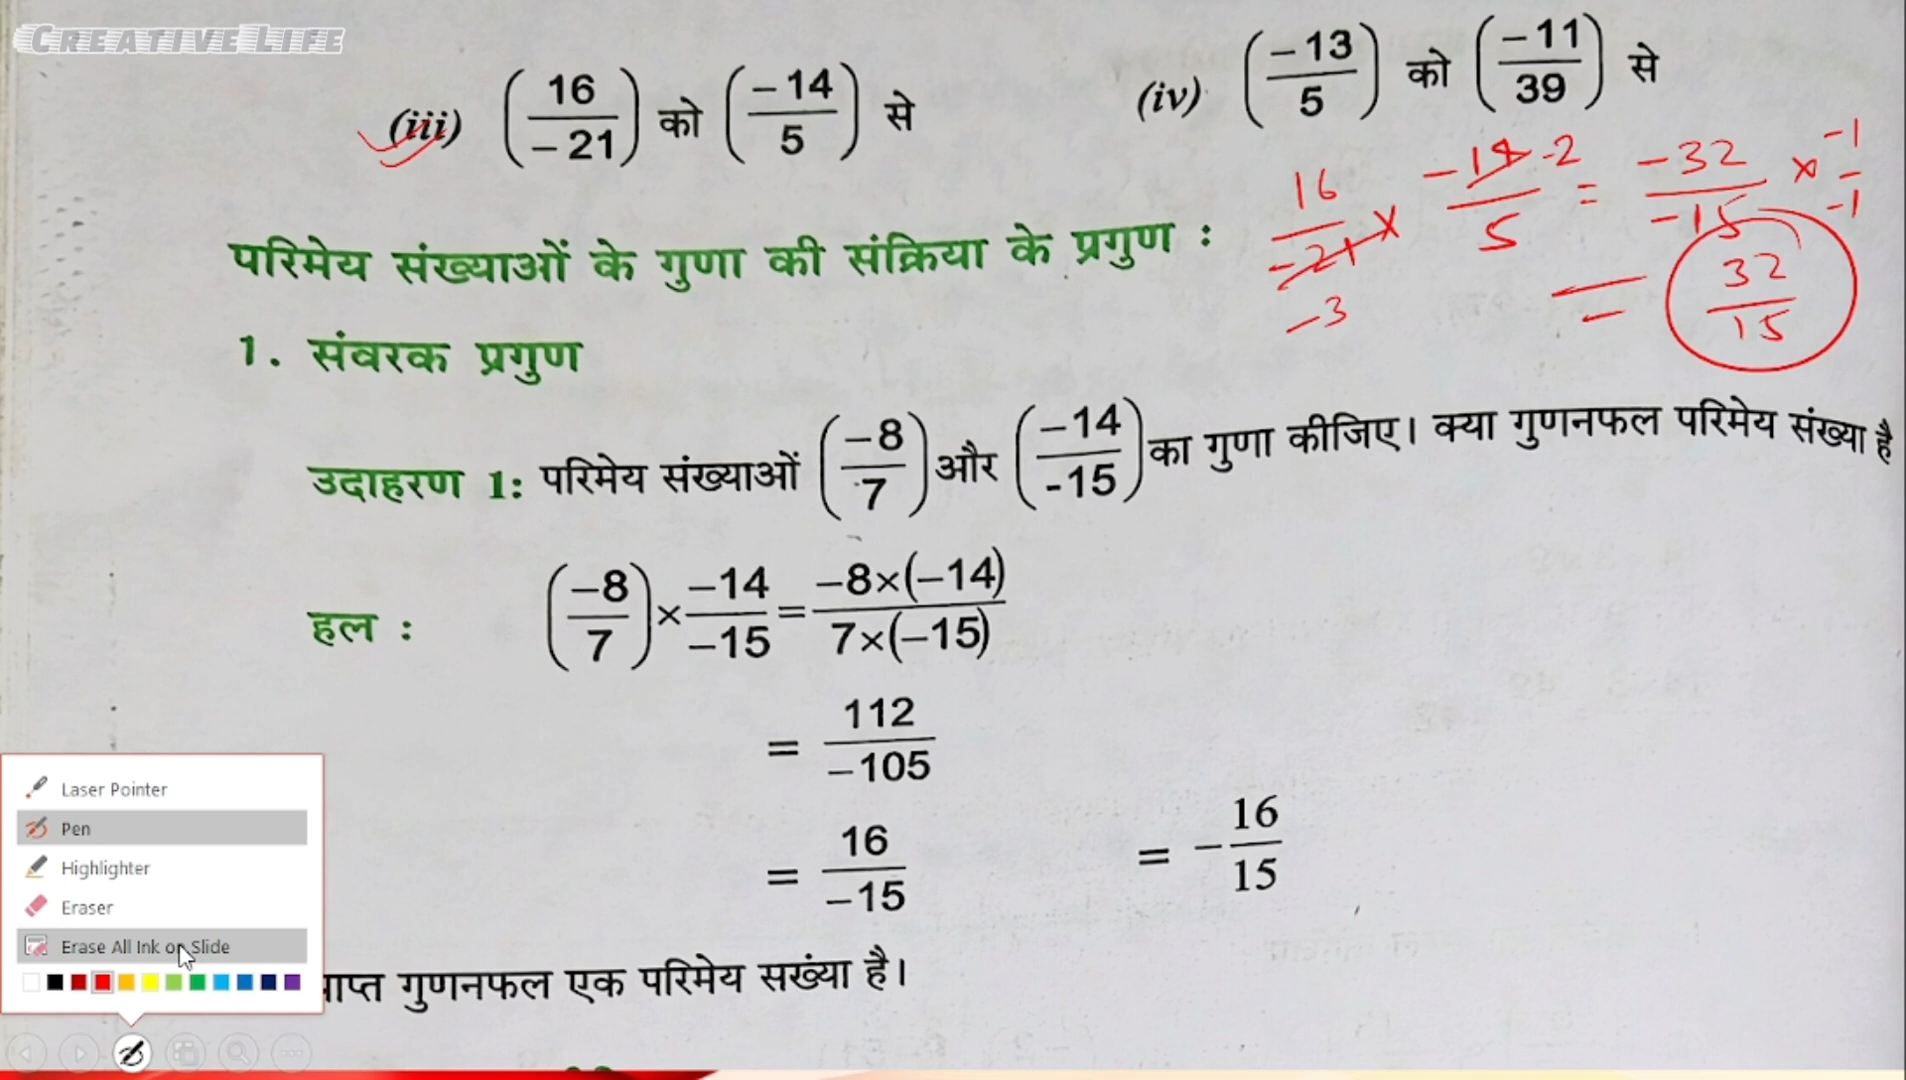 CREATIVE LIFE
(iii) (16/-21) को (-14/5) से (iv) (-13/5) को (-11/39) से
16/-21 × -14/5 = -32/-15 × -1/-1
-3 -2
= 32/15
परिमेय संख्याओं के गुणा की संक्रिया के प्रगुण :
1. संवरक प्रगुण
उदाहरण 1: परिमेय संख्याओं (-8/7) और (-14/-15) का गुणा कीजिए। क्या गुणनफल परिमेय संख्या है
हल : (-8/7) × -14/-15 = -8×(-14)/7×(-15)
= 112/-105
= 16/-15 = -16/15
प्राप्त गुणनफल एक परिमेय सख्ंया है।
Laser Pointer
Pen
Highlighter
Eraser
Erase All Ink on Slide